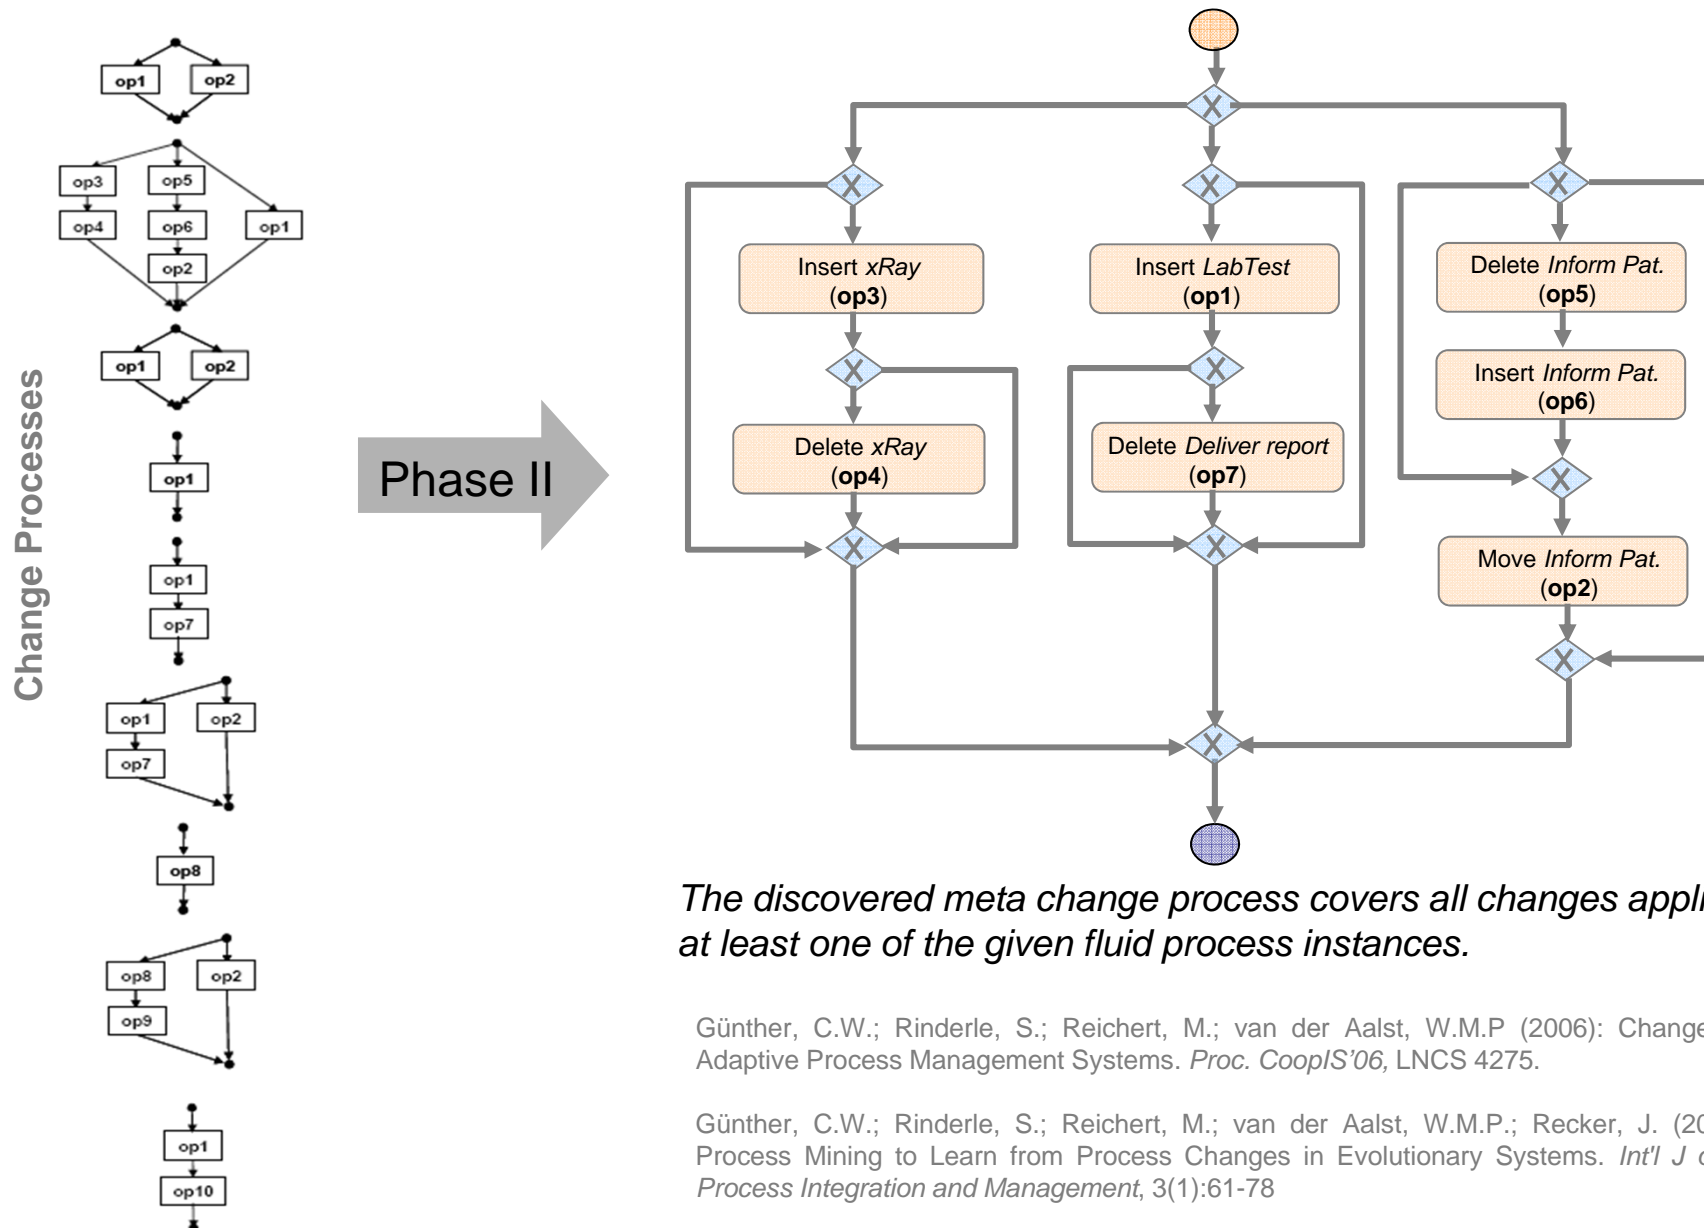 Change Processes
op1
op2
op3
op5
op4
op6
op1
op2
op1
op2
op1
op1
op7
op1
op2
op7
op8
op8
op2
op9
op1
op10
Phase II
Insert xRay
(op3)
Delete xRay
(op4)
Insert LabTest
(op1)
Delete Deliver report
(op7)
Delete Inform Pat.
(op5)
Insert Inform Pat.
(op6)
Move Inform Pat.
(op2)
The discovered meta change process covers all changes appli
at least one of the given fluid process instances.
Günther, C.W.; Rinderle, S.; Reichert, M.; van der Aalst, W.M.P (2006): Change
Adaptive Process Management Systems. Proc. CoopIS’06, LNCS 4275.
Günther, C.W.; Rinderle, S.; Reichert, M.; van der Aalst, W.M.P.; Recker, J. (20
Process Mining to Learn from Process Changes in Evolutionary Systems. Int'l J o
Process Integration and Management, 3(1):61-78